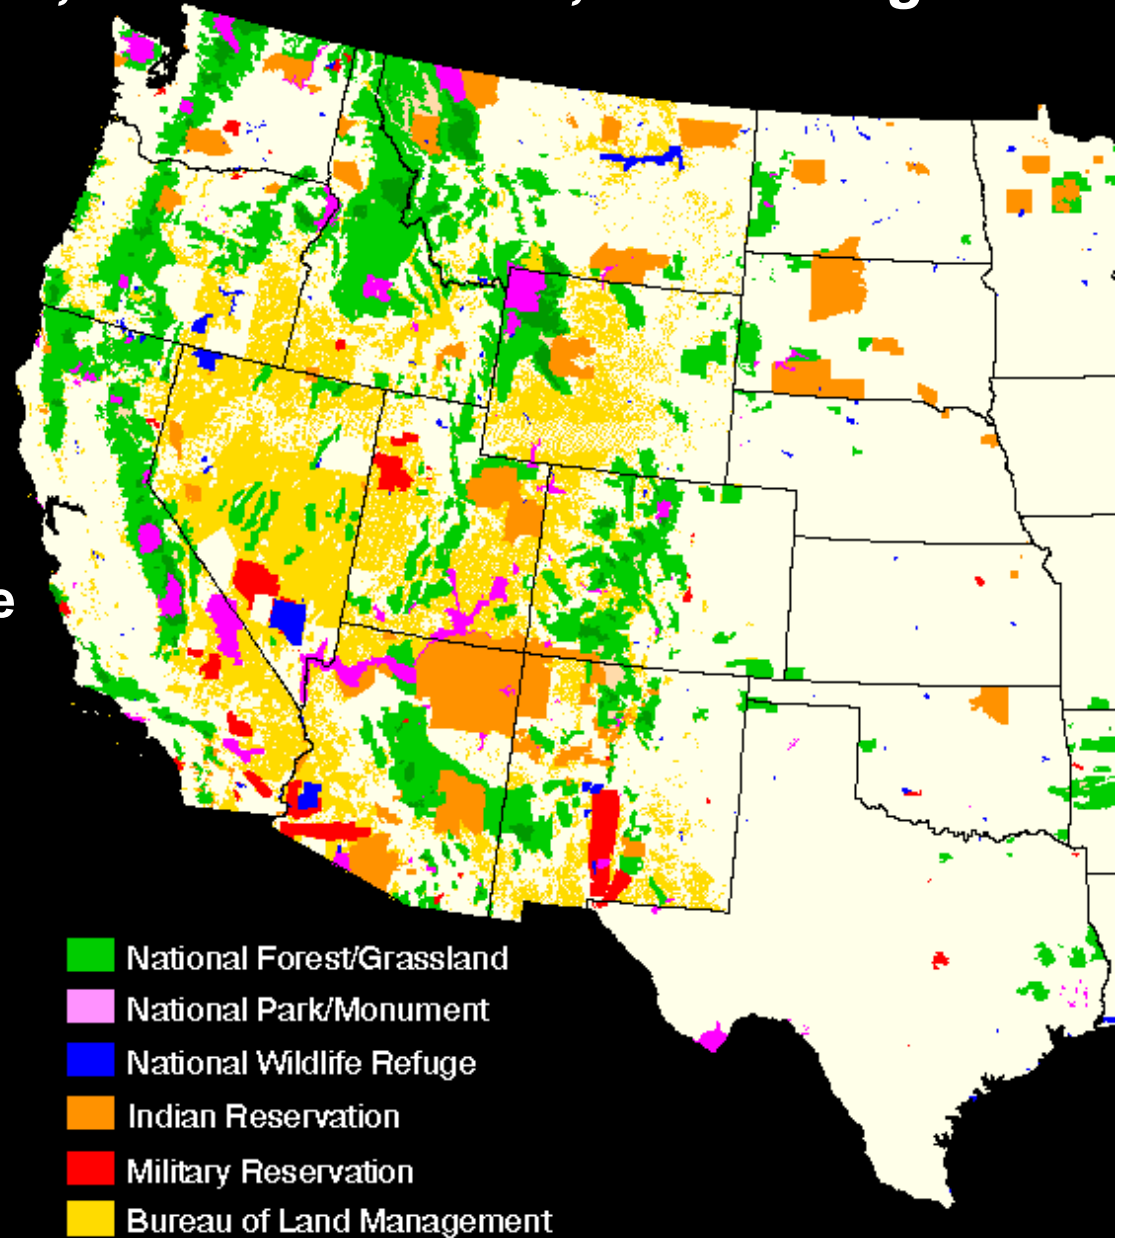 National Forest/Grassland
National Park/Monument
National Wildlife Refuge
Indian Reservation
Military Reservation
Bureau of Land Management